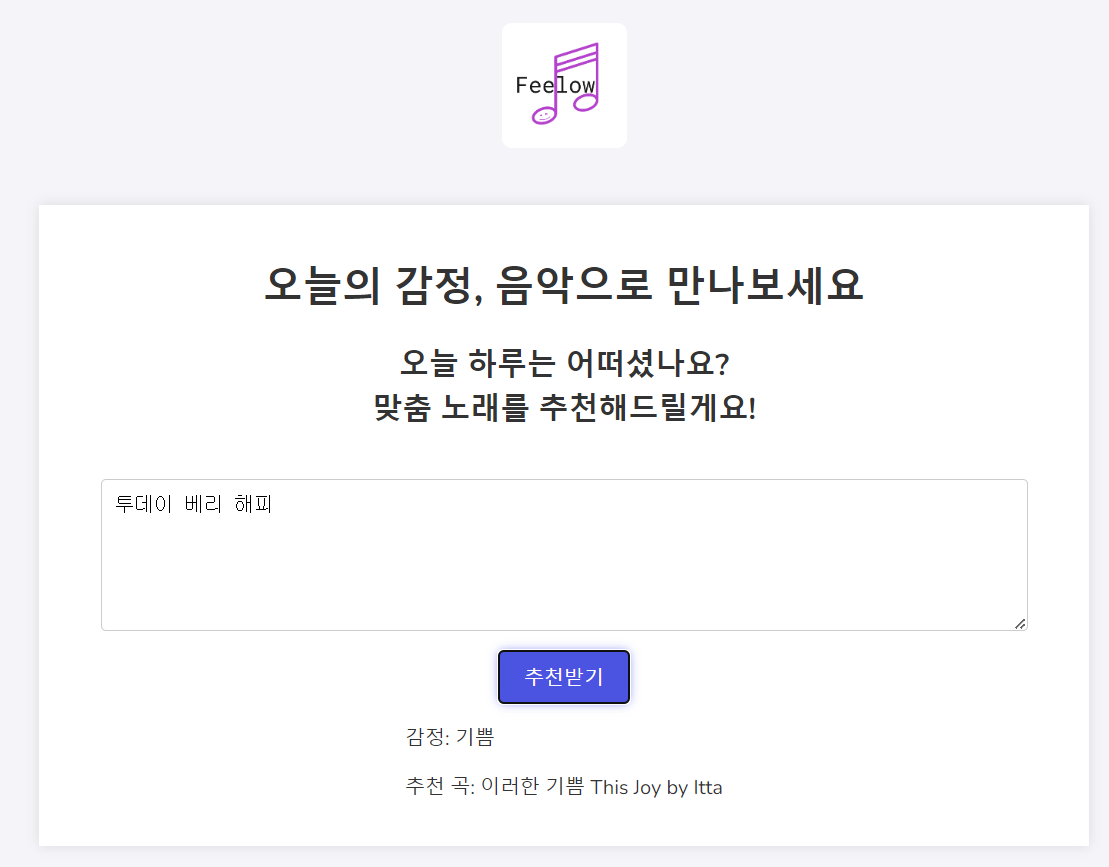 Feelow
오늘의 감정, 음악으로 만나보세요
오늘 하루는 어떠셨나요?
맞춤 노래를 추천해드릴게요!
투데이 베리 해피
추천받기
감정: 기쁨
추천 곡: 이러한 기쁨 This Joy by Itta